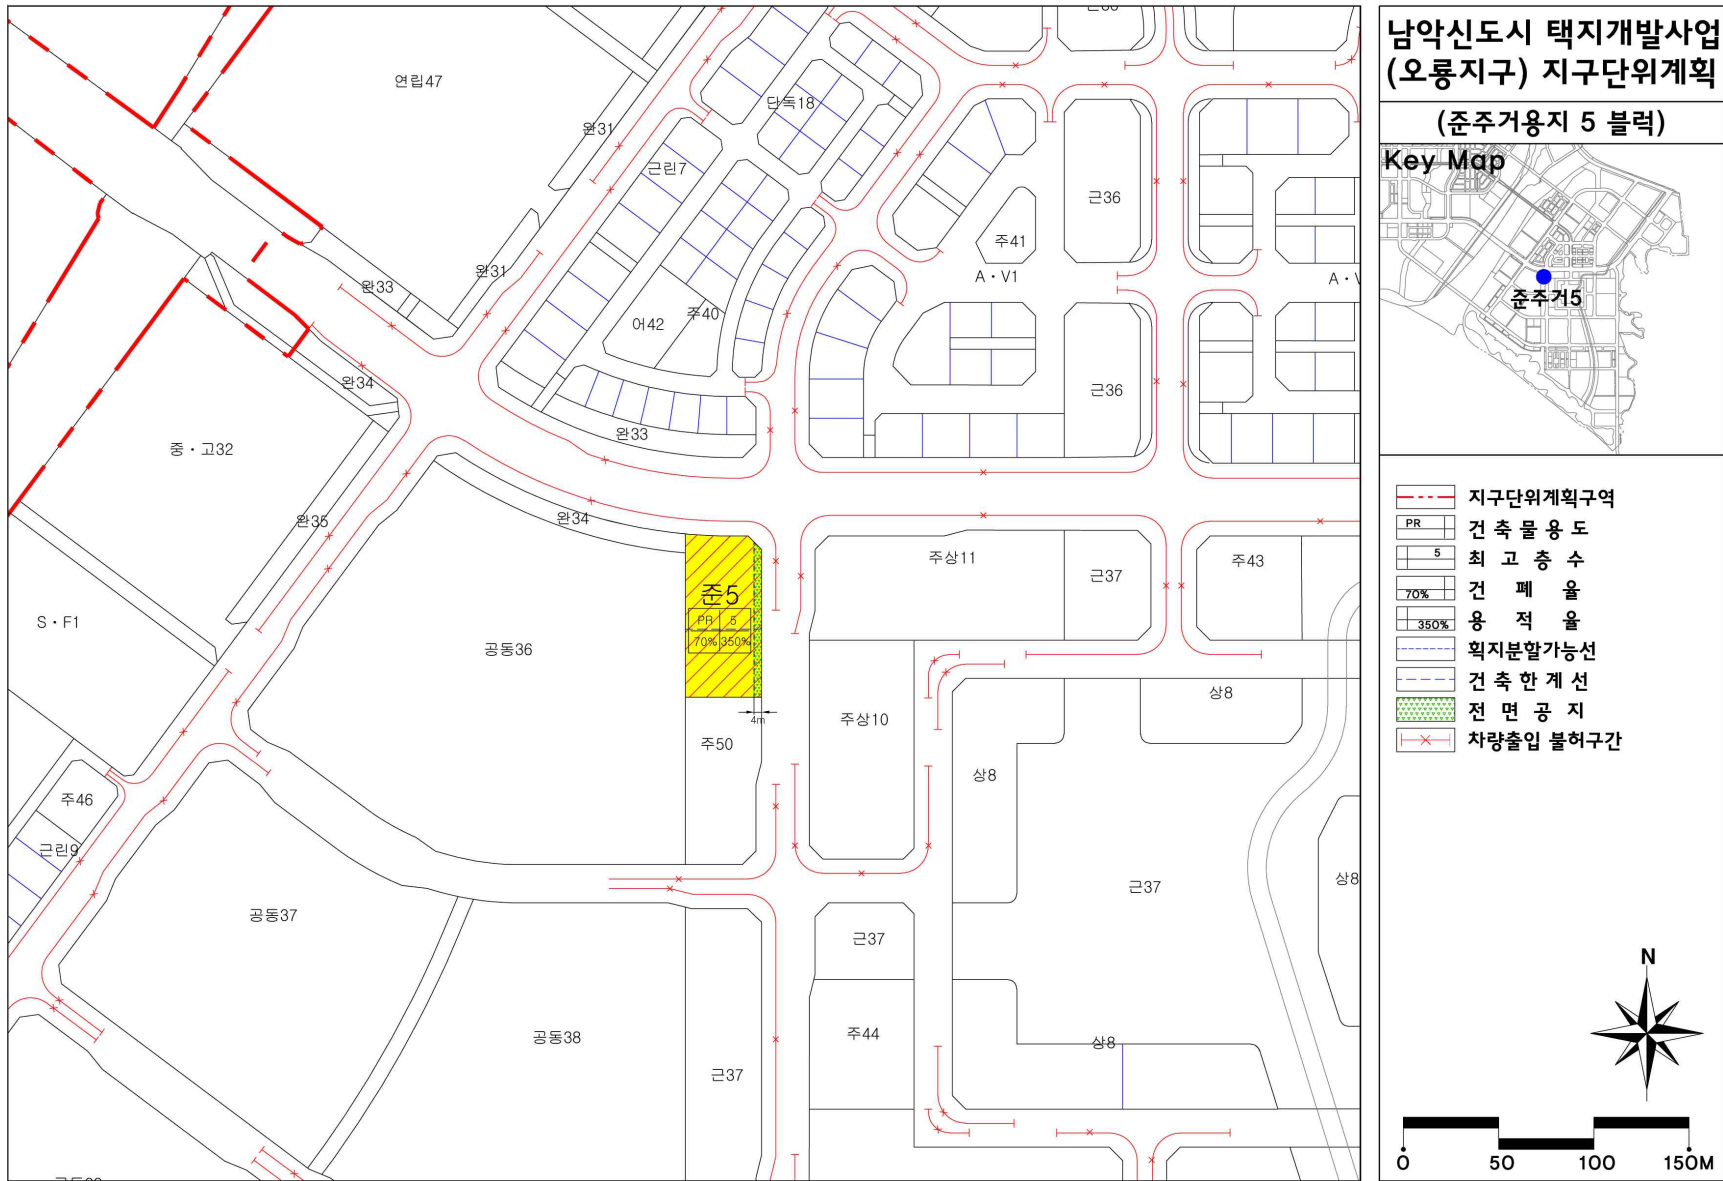 남악신도시 택지개발사업
(오룡지구) 지구단위계획
(준주거용지 5 블럭)
Key Map
준주거5
지구단위계획구역
PR 건축물용도
5 최고층수
70% 건폐율
350% 용적율
획지분할가능선
건축한계선
전면공지
차량출입 불허구간
N
0 50 100 150M
연립47
단독18
완31
근린7
근36
주41
A·V1
완31
완33
주40
어42
완34
근36
완33
중·고32
완34
완35
주상11
근37
주43
준5
PR 5
70% 350%
S·F1
공동36
상8
4m
주상10
주50
상8
주46
근린9
상8
근37
공동37
근37
주44
공동38
상8
근37